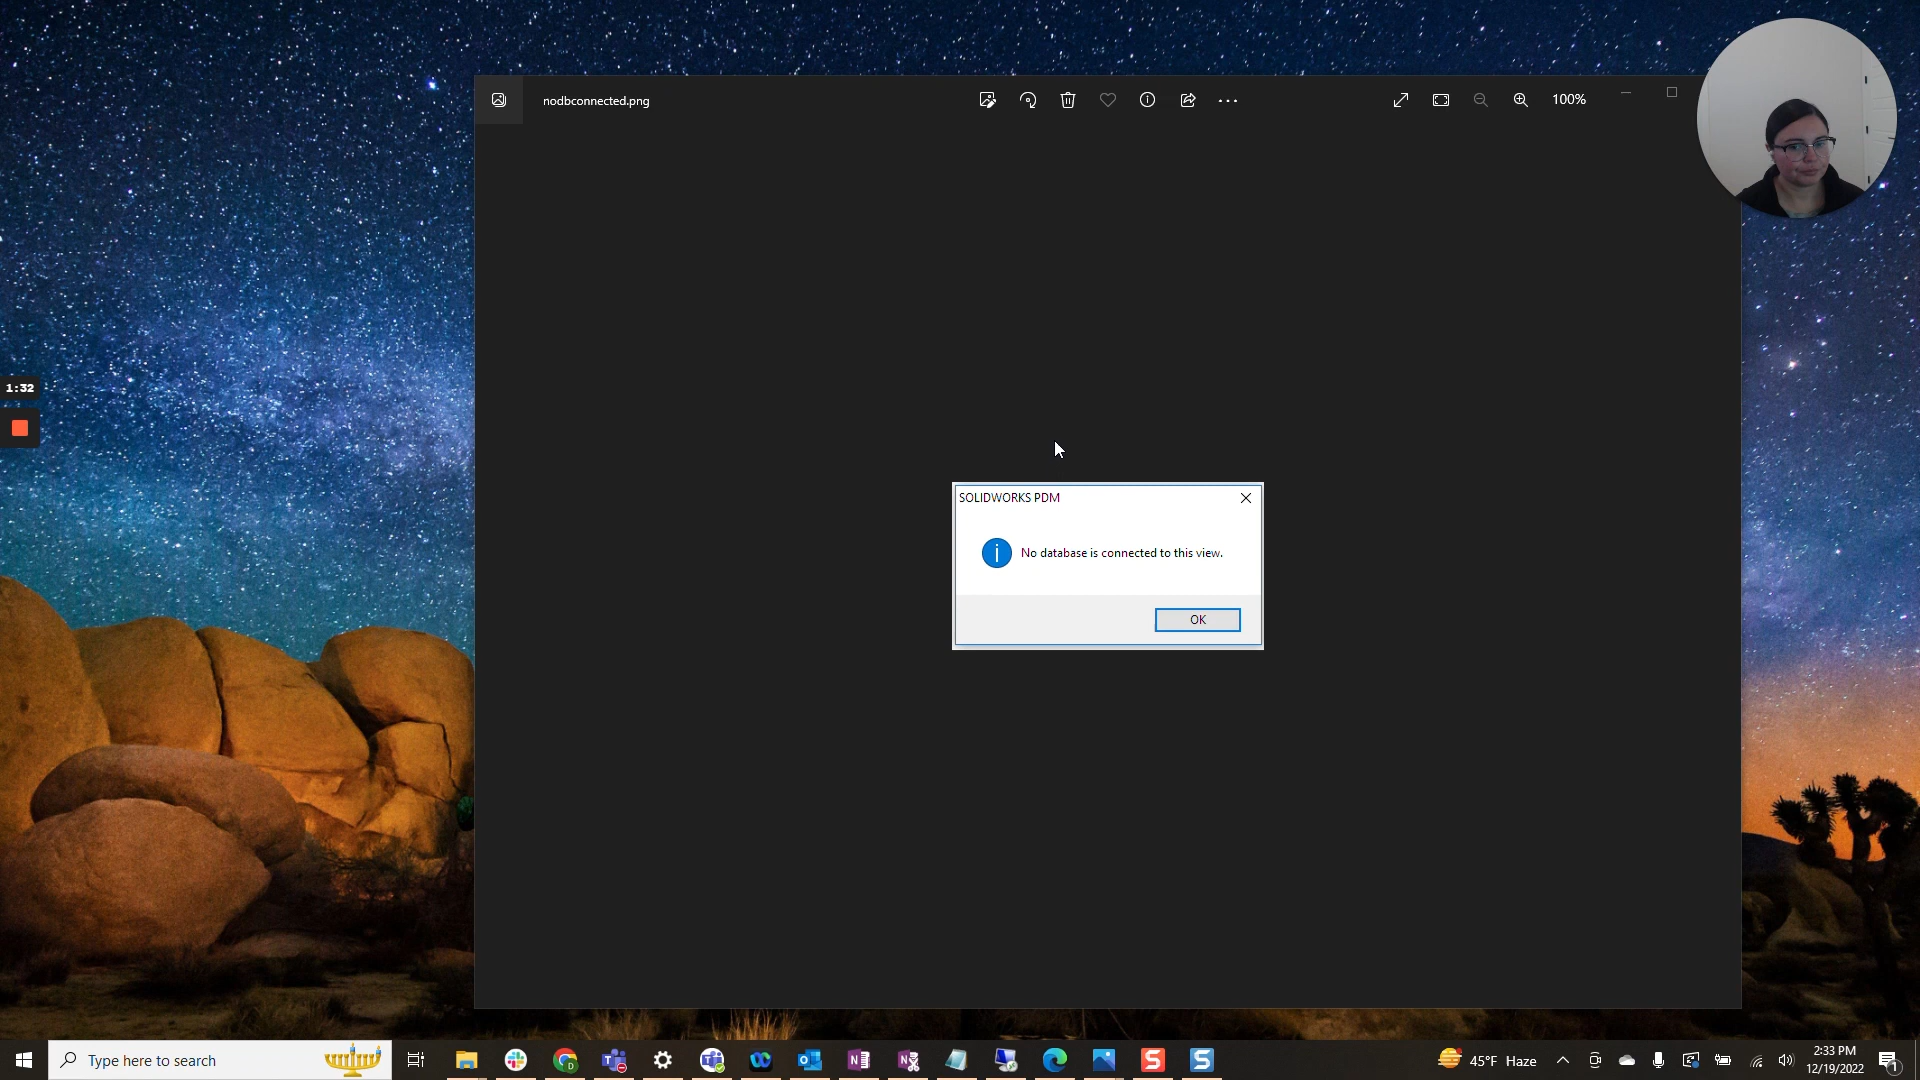 nodbconnected.png
100%
1:32
SOLIDWORKS PDM
No database is connected to this view.
OK
Type here to search
45°F Haze
2:33 PM
12/19/2022
1